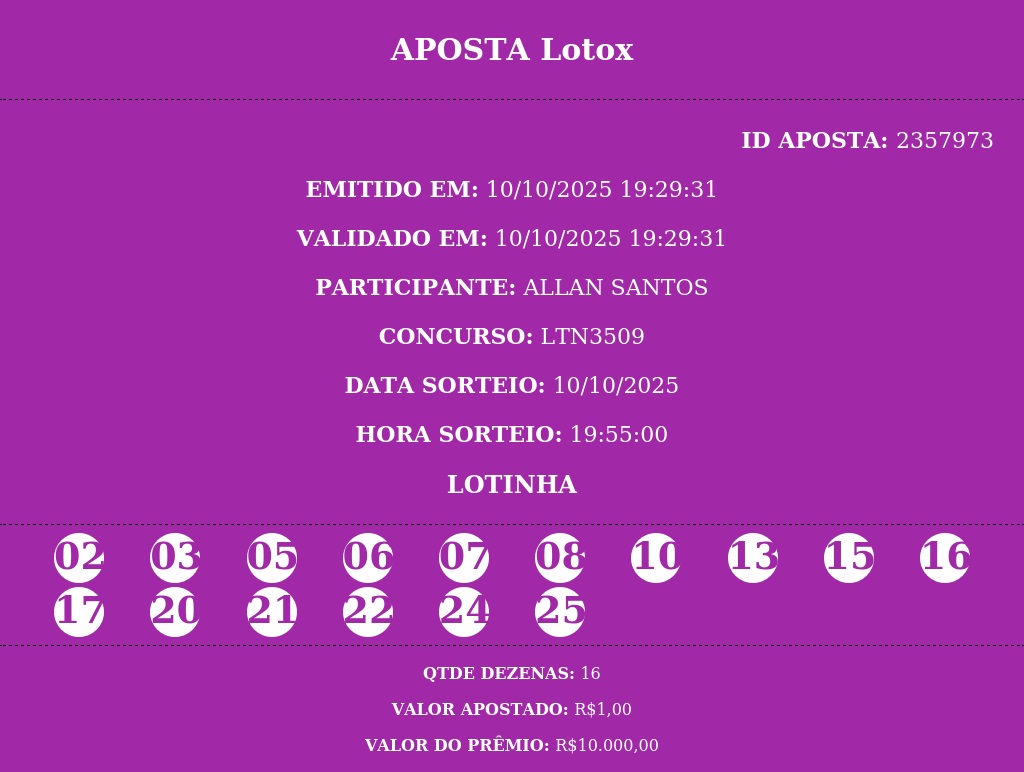 APOSTA Lotox
ID APOSTA: 2357973
EMITIDO EM: 10/10/2025 19:29:31
VALIDADO EM: 10/10/2025 19:29:31
PARTICIPANTE: ALLAN SANTOS
CONCURSO: LTN3509
DATA SORTEIO: 10/10/2025
HORA SORTEIO: 19:55:00
LOTINHA
02 03 05 06 07 08 10 13 15 16
17 20 21 22 24 25
QTDE DEZENAS: 16
VALOR APOSTADO: R$1,00
VALOR DO PRÊMIO: R$10.000,00